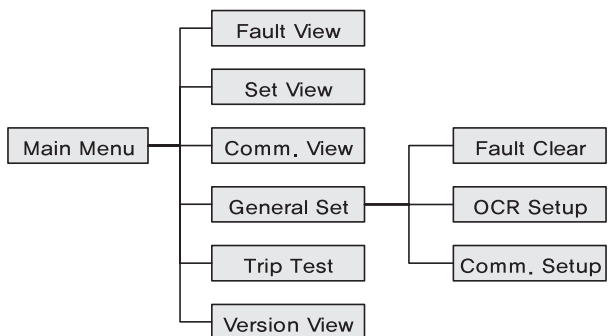 Fault View
Set View
Main Menu
Comm. View
Fault Clear
General Set
OCR Setup
Trip Test
Comm. Setup
Version View